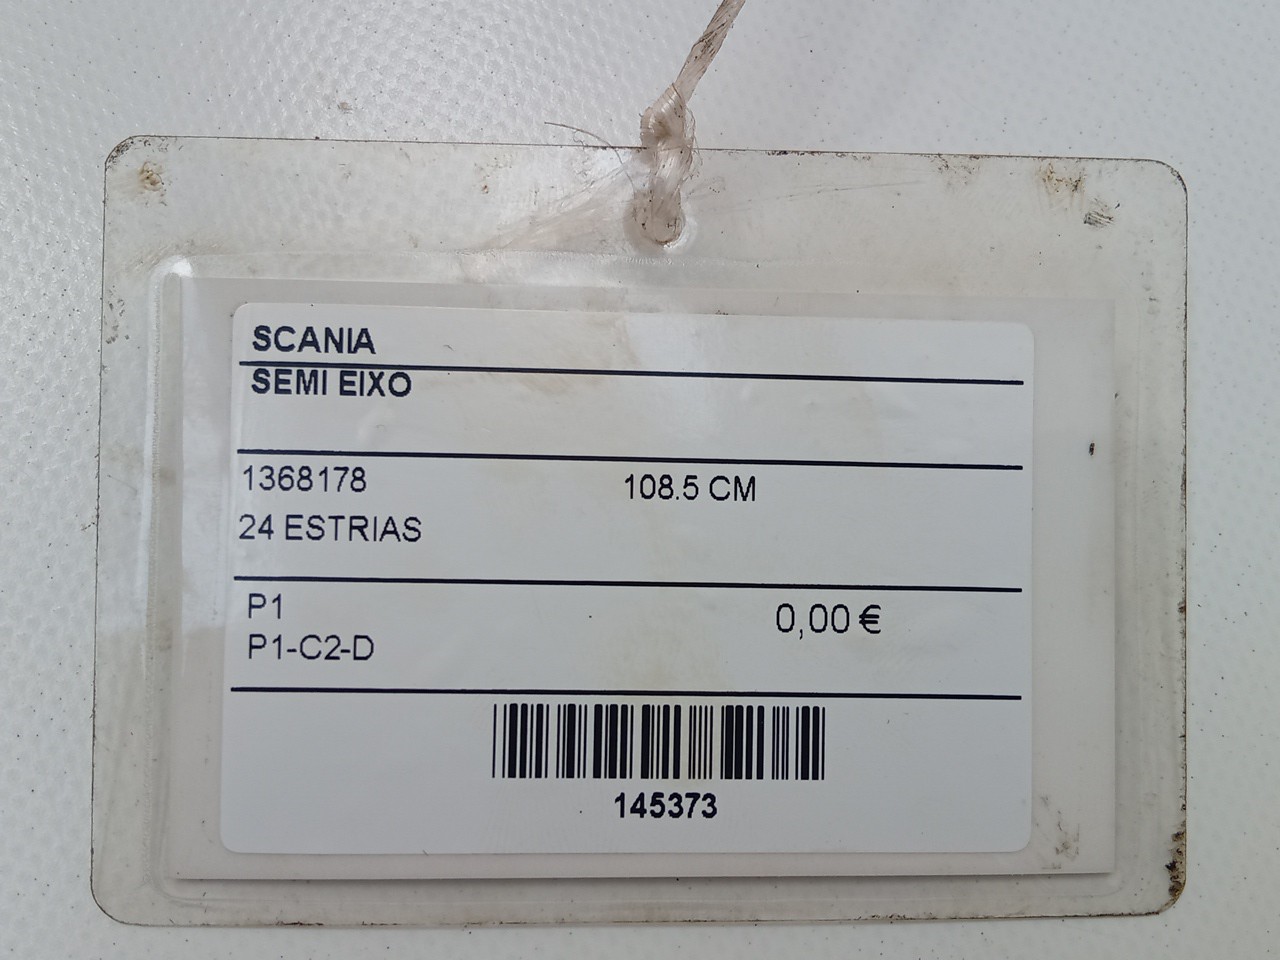 SCANIA
SEMI EIXO
1368178 108.5 CM
24 ESTRIAS
P1 0,00 €
P1-C2-D
145373